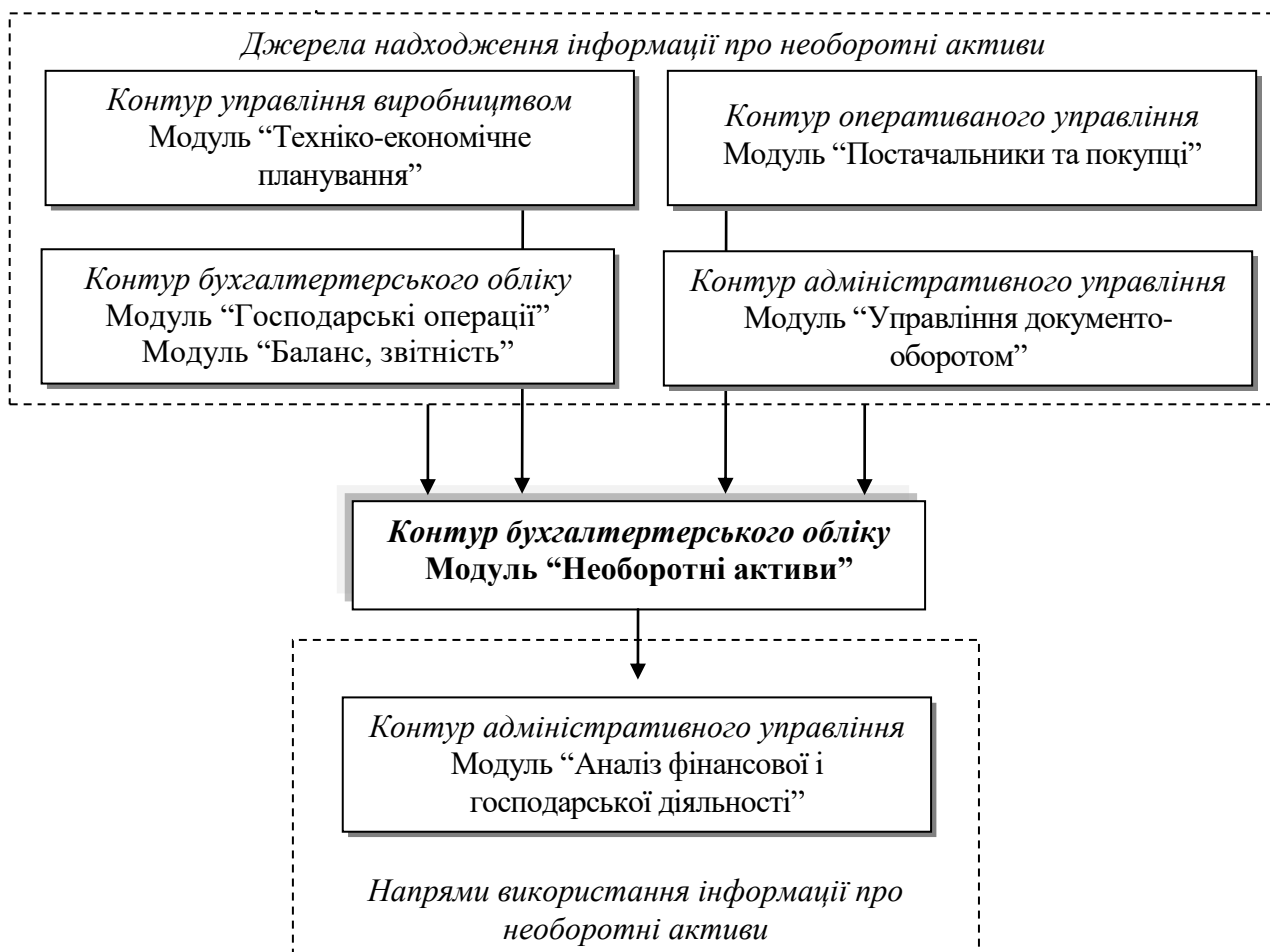 Джерела надходження інформації про необоротні активи
Контур управління виробництвом
Модуль “Техніко-економічне
планування”
Контур оперативаного управління
Модуль “Постачальники та покупці”
Контур бухгалтертерського обліку
Модуль “Господарські операції”
Модуль “Баланс, звітність”
Контур адміністративного управління
Модуль “Управління документо-
оборотом”
Контур бухгалтертерського обліку
Модуль “Необоротні активи”
Контур адміністративного управління
Модуль “Аналіз фінансової і
господарської діяльності”
Напрями використання інформації про
необоротні активи